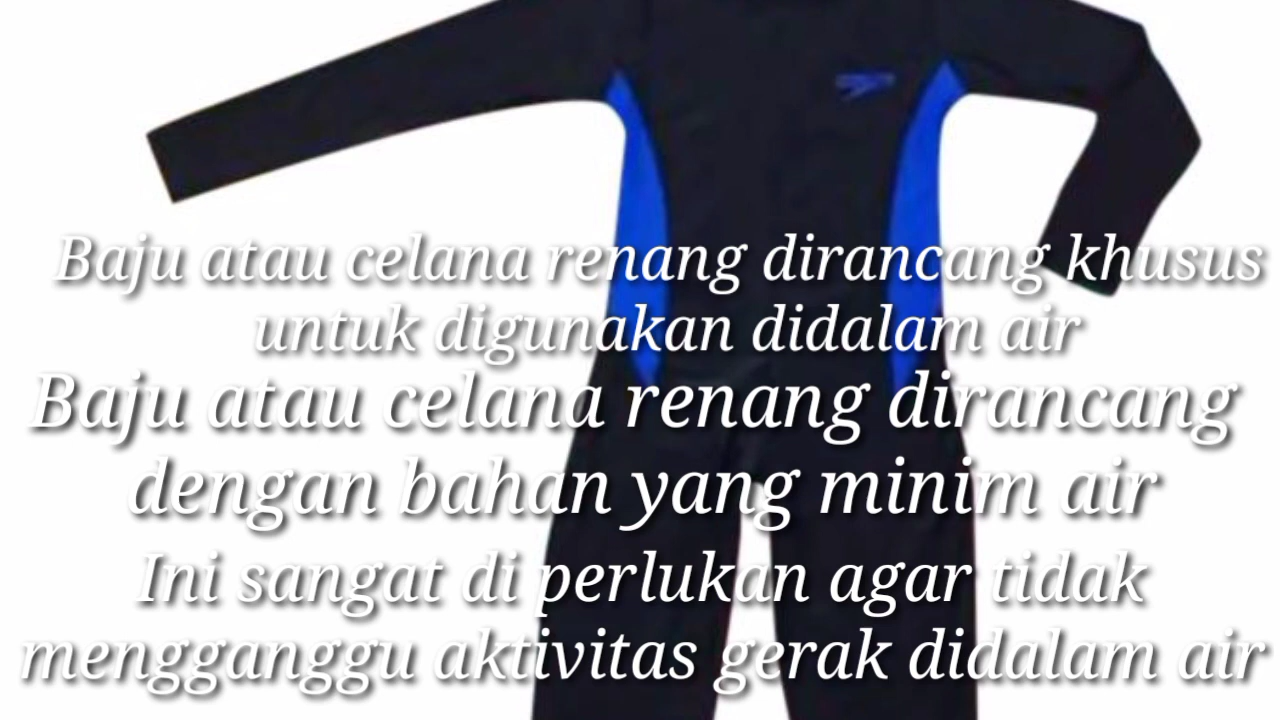 Baju atau celana renang dirancang khusus
untuk digunakan didalam air
Baju atau celana renang dirancang
dengan bahan yang minim air
Ini sangat di perlukan agar tidak
mengganggu aktivitas gerak didalam air